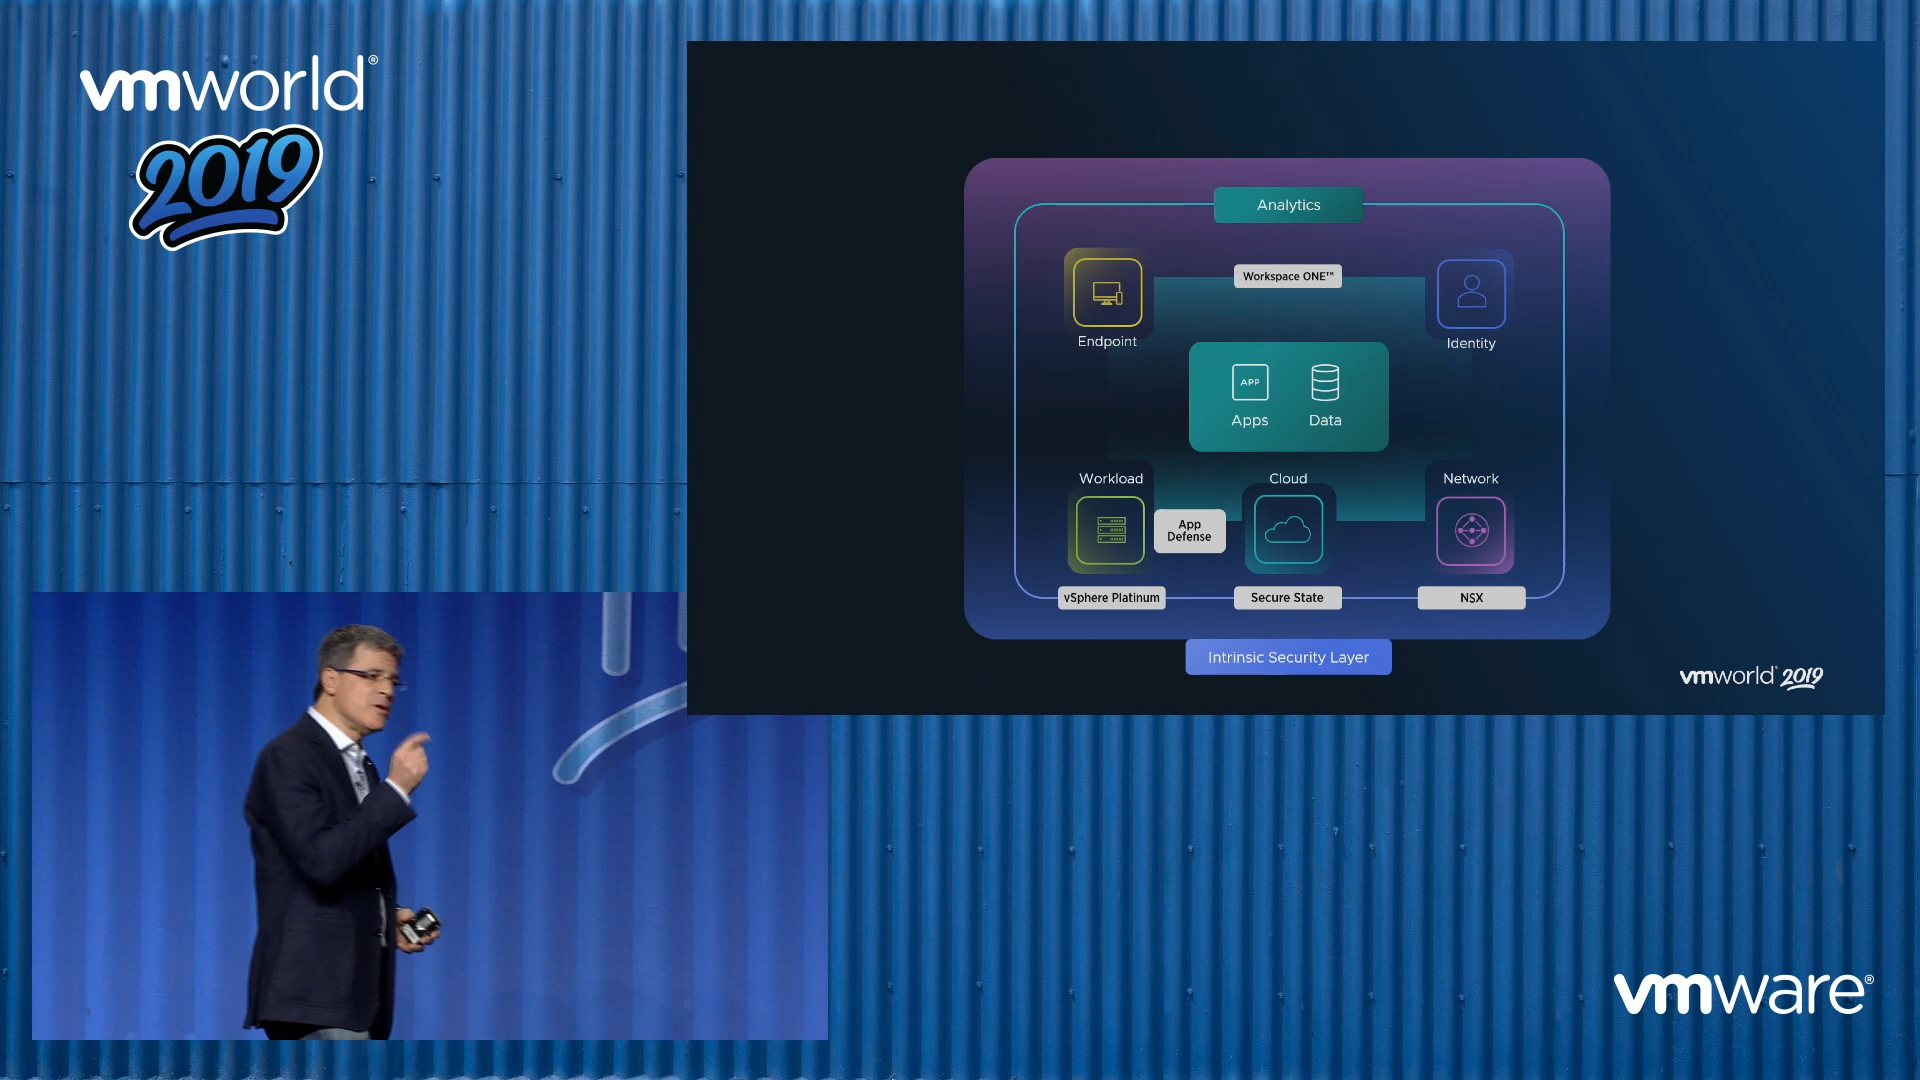 vmworld®
2019
Analytics
Workspace ONE™
Endpoint
Identity
APP
Apps
Data
Workload
Cloud
Network
App
Defense
vSphere Platinum
Secure State
NSX
Intrinsic Security Layer
vmworld® 2019
vmware®